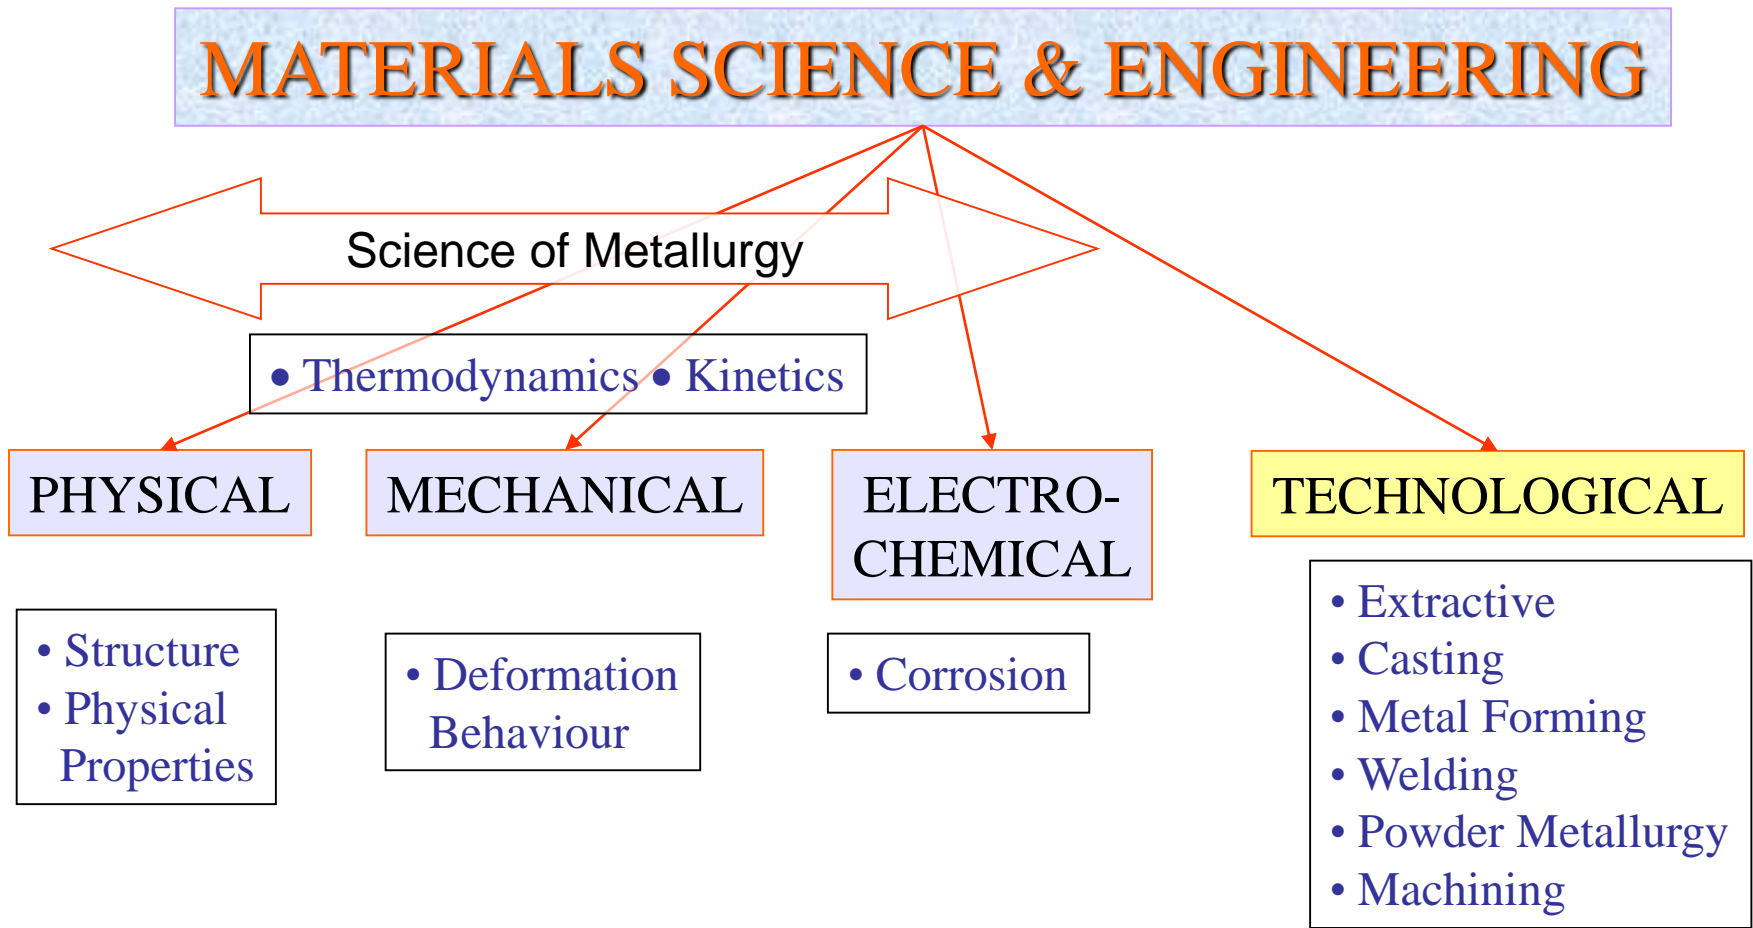 MATERIALS SCIENCE & ENGINEERING
Science of Metallurgy
• Thermodynamics • Kinetics
PHYSICAL
• Structure
• Physical
Properties
MECHANICAL
• Deformation
Behaviour
ELECTRO-
CHEMICAL
• Corrosion
TECHNOLOGICAL
• Extractive
• Casting
• Metal Forming
• Welding
• Powder Metallurgy
• Machining